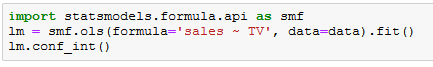 import statsmodels.formula.api as smf
lm = smf.ols(formula='sales ~ TV', data=data).fit()
lm.conf_int()